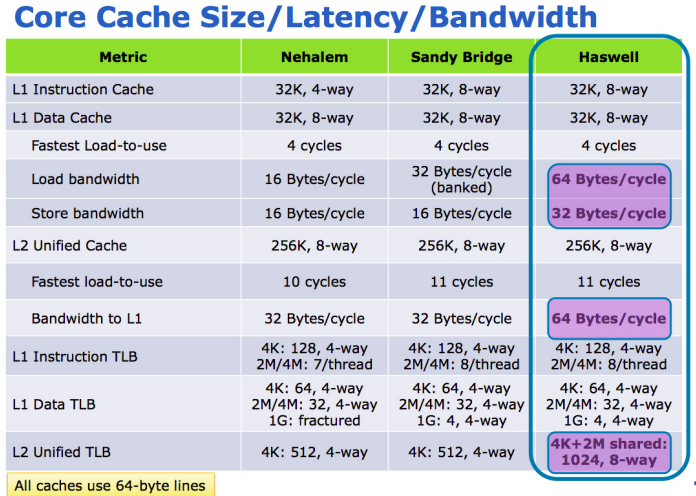 Core Cache Size/Latency/Bandwidth
Metric Nehalem Sandy Bridge Haswell
L1 Instruction Cache 32K, 4-way 32K, 8-way 32K, 8-way
L1 Data Cache 32K, 8-way 32K, 8-way 32K, 8-way
Fastest Load-to-use 4 cycles 4 cycles 4 cycles
Load bandwidth 16 Bytes/cycle 32 Bytes/cycle (banked) 64 Bytes/cycle
Store bandwidth 16 Bytes/cycle 16 Bytes/cycle 32 Bytes/cycle
L2 Unified Cache 256K, 8-way 256K, 8-way 256K, 8-way
Fastest load-to-use 10 cycles 11 cycles 11 cycles
Bandwidth to L1 32 Bytes/cycle 32 Bytes/cycle 64 Bytes/cycle
L1 Instruction TLB 4K: 128, 4-way 2M/4M: 7/thread 4K: 128, 4-way 2M/4M: 8/thread 4K: 128, 4-way 2M/4M: 8/thread
L1 Data TLB 4K: 64, 4-way 2M/4M: 32, 4-way 1G: fractured 4K: 64, 4-way 2M/4M: 32, 4-way 1G: 4, 4-way 4K: 64, 4-way 2M/4M: 32, 4-way 1G: 4, 4-way
L2 Unified TLB 4K: 512, 4-way 4K: 512, 4-way 4K+2M shared: 1024, 8-way
All caches use 64-byte lines